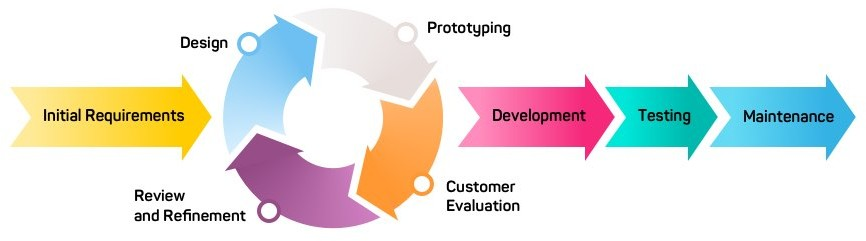 Initial Requirements
Design
Prototyping
Customer
Evaluation
Review
and Refinement
Development
Testing
Maintenance